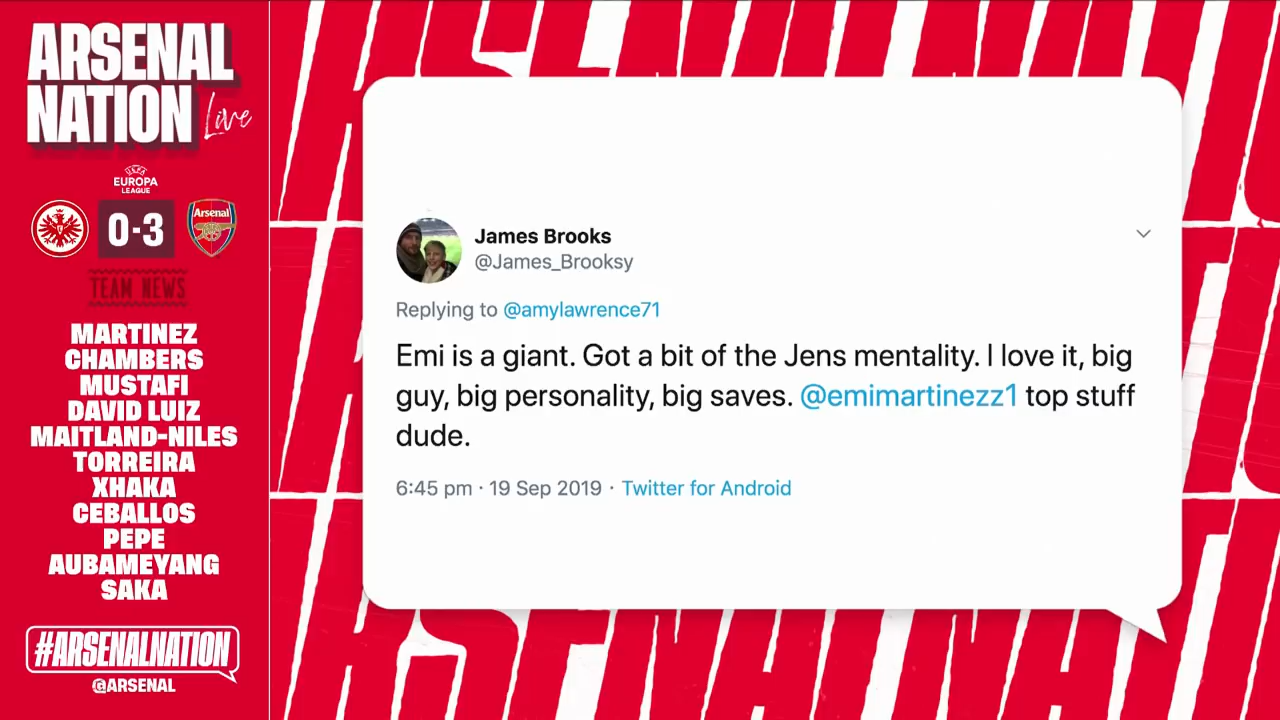 ARSENAL
NATION
Live
UEFA
EUROPA
LEAGUE
0-3
Arsenal
TEAM NEWS
MARTINEZ
CHAMBERS
MUSTAFI
DAVID LUIZ
MAITLAND-NILES
TORREIRA
XHAKA
CEBALLOS
PEPE
AUBAMEYANG
SAKA
#ARSENALNATION
@ARSENAL
James Brooks
@James_Brooksy
Replying to @amylawrence71
Emi is a giant. Got a bit of the Jens mentality. I love it, big
guy, big personality, big saves. @emimartinezz1 top stuff
dude.
6:45 pm · 19 Sep 2019 · Twitter for Android